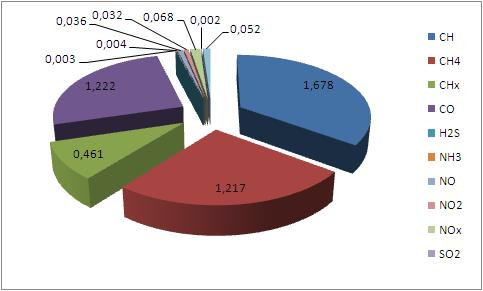 0,068
0,002
0,032
0,036
0,052
0,004
0,003
1,222
1,678
0,461
1,217
CH
CH4
CHx
CO
H2S
NH3
NO
NO2
NOx
SO2